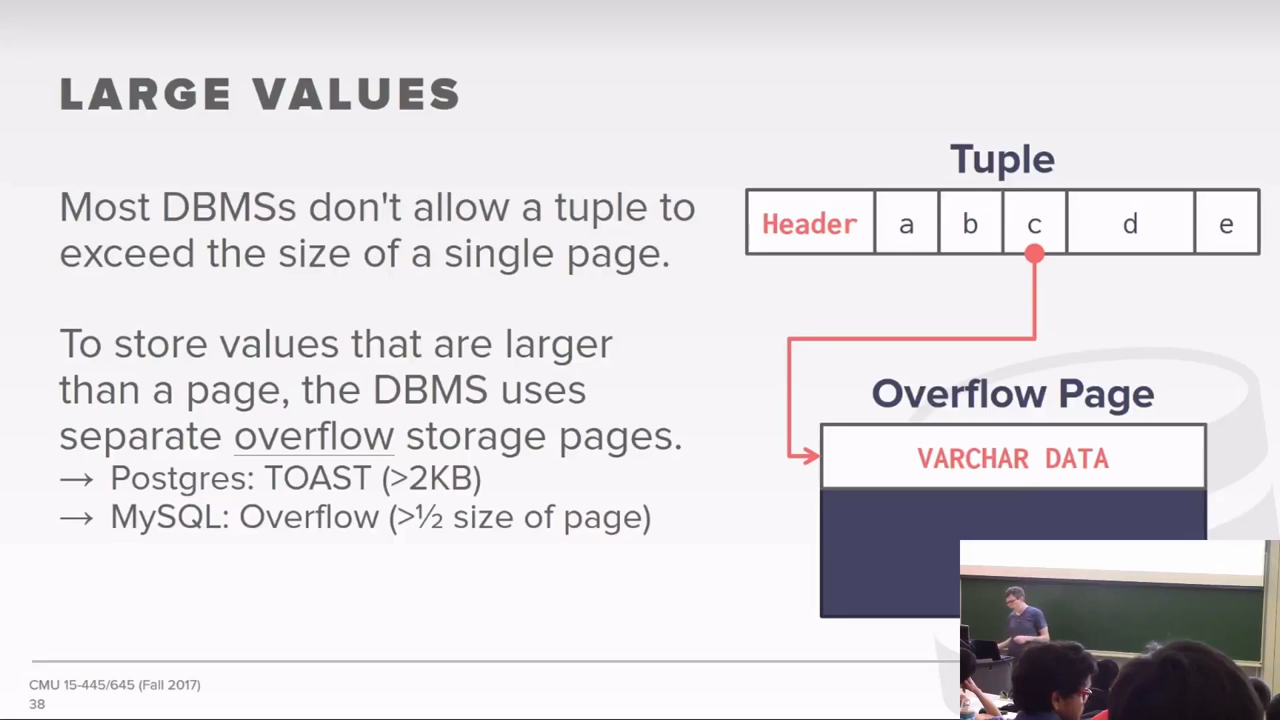 LARGE VALUES
Most DBMSs don't allow a tuple to
exceed the size of a single page.
To store values that are larger
than a page, the DBMS uses
separate overflow storage pages.
→ Postgres: TOAST (>2KB)
→ MySQL: Overflow (>½ size of page)
Tuple
Header a b c d e
Overflow Page
VARCHAR DATA
CMU 15-445/645 (Fall 2017)
38